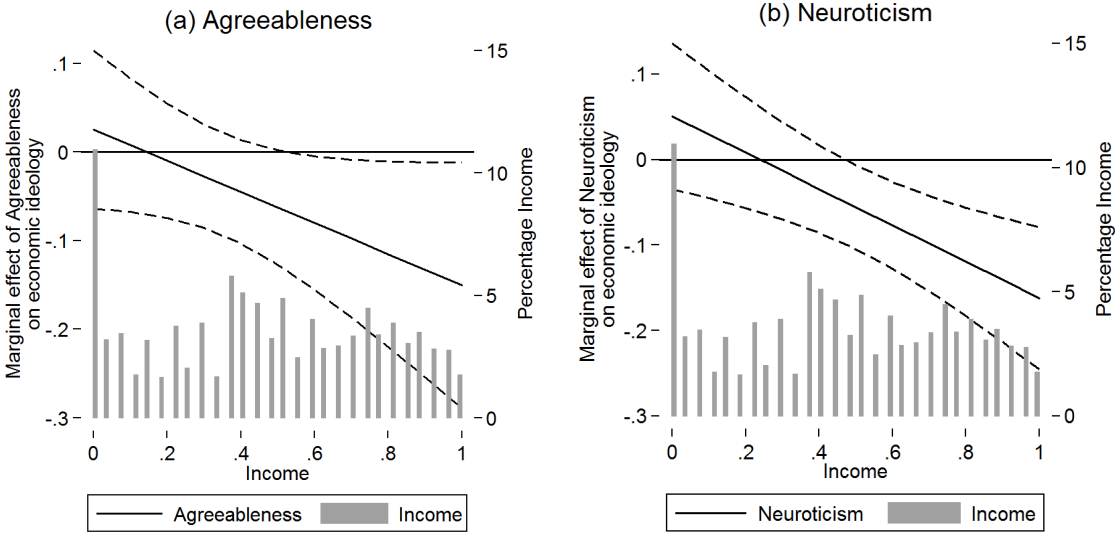 (a) Agreeableness
Marginal effect of Agreeableness
on economic ideology
.1
0
-.1
-.2
-.3
15
10
5
0
Percentage Income
0 .2 .4 .6 .8 1
Income
Agreeableness Income
(b) Neuroticism
Marginal effect of Neuroticism
on economic ideology
.1
0
-.1
-.2
-.3
15
10
5
0
Percentage Income
0 .2 .4 .6 .8 1
Income
Neuroticism Income